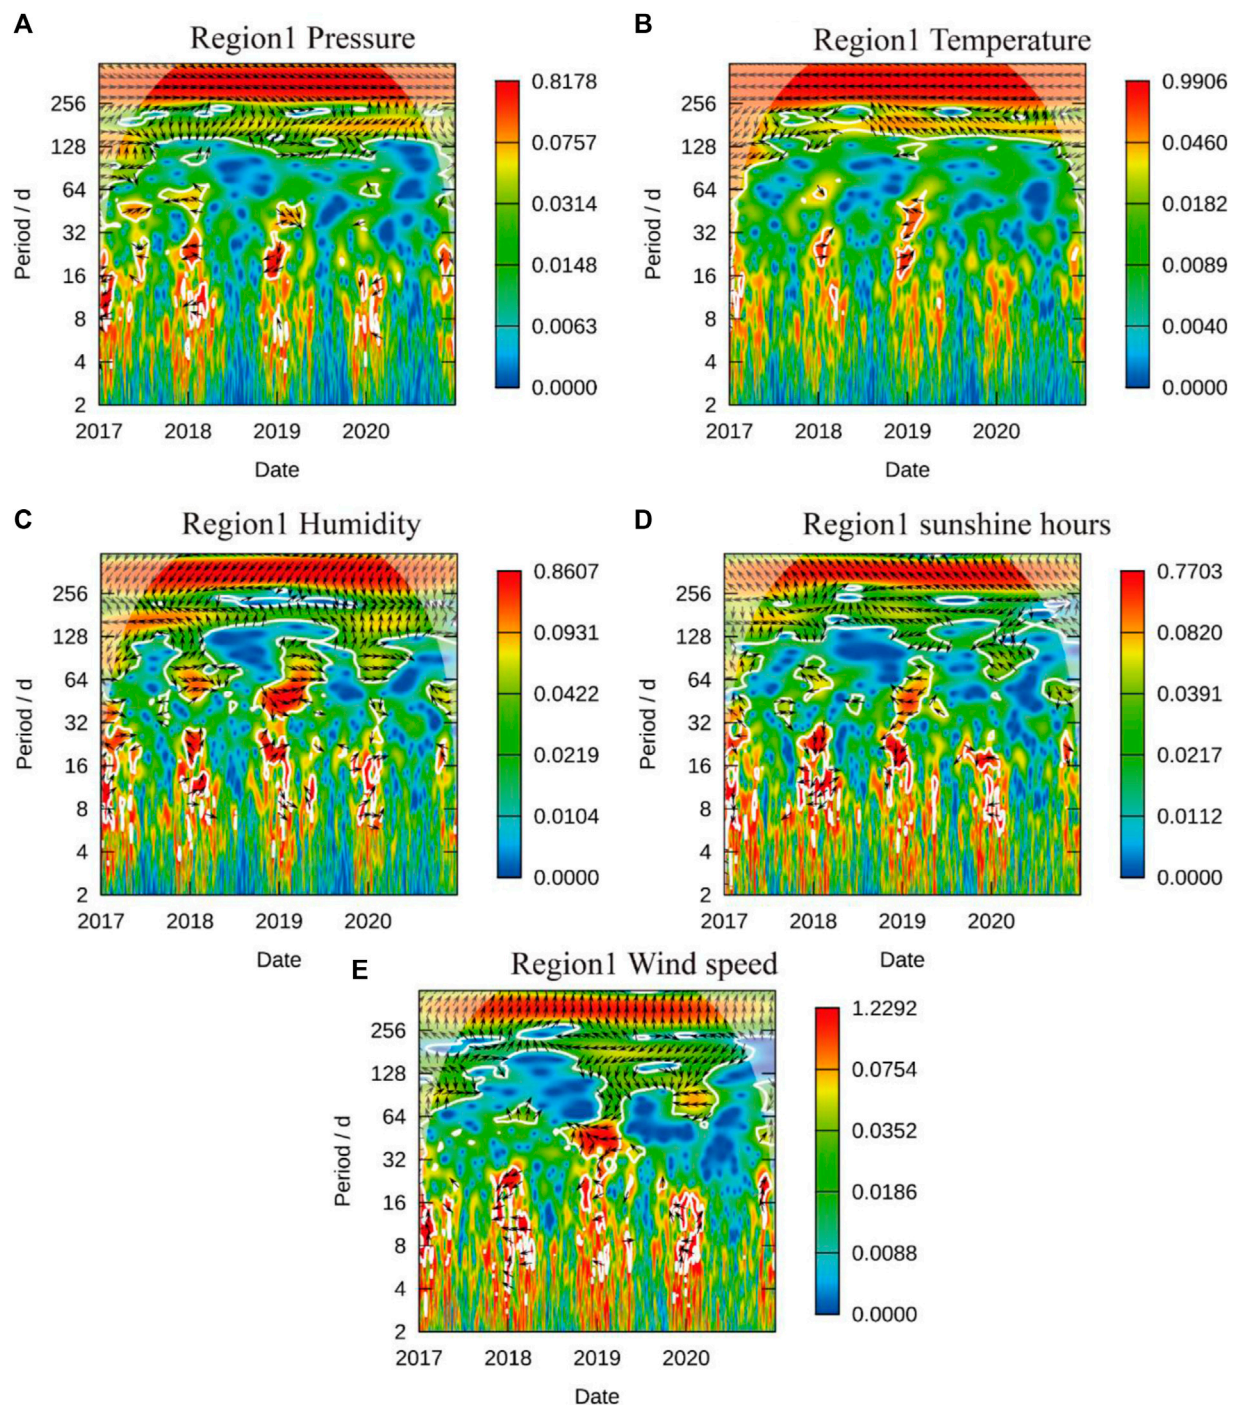 A
Region1 Pressure
Period / d
256
128
64
32
16
8
4
2
2017 2018 2019 2020
Date
0.8178
0.0757
0.0314
0.0148
0.0063
0.0000
B
Region1 Temperature
Period / d
256
128
64
32
16
8
4
2
2017 2018 2019 2020
Date
0.9906
0.0460
0.0182
0.0089
0.0040
0.0000
C
Region1 Humidity
Period / d
256
128
64
32
16
8
4
2
2017 2018 2019 2020
Date
0.8607
0.0931
0.0422
0.0219
0.0104
0.0000
D
Region1 sunshine hours
Period / d
256
128
64
32
16
8
4
2
2017 2018 2019 2020
Date
0.7703
0.0820
0.0391
0.0217
0.0112
0.0000
E
Region1 Wind speed
Period / d
256
128
64
32
16
8
4
2
2017 2018 2019 2020
Date
1.2292
0.0754
0.0352
0.0186
0.0088
0.0000